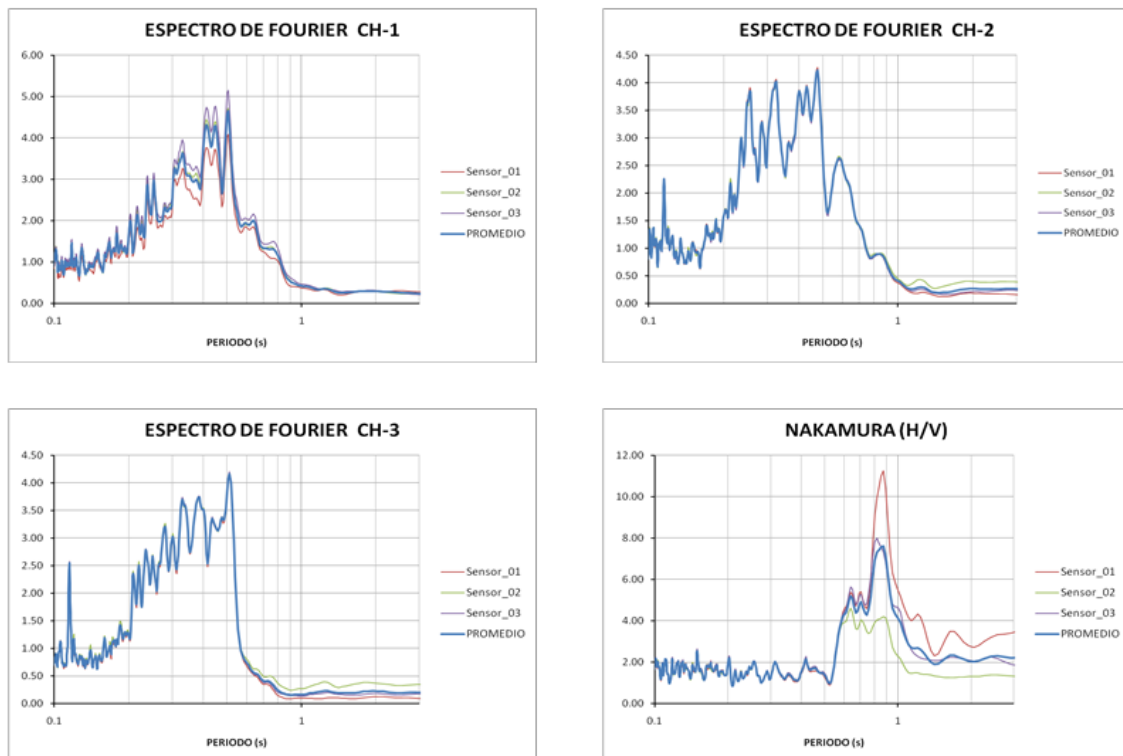 ESPECTRO DE FOURIER CH-1
6.00
5.00
4.00
3.00
2.00
1.00
0.00
0.1
1
PERIODO (s)
Sensor_01
Sensor_02
Sensor_03
PROMEDIO
ESPECTRO DE FOURIER CH-2
4.50
4.00
3.50
3.00
2.50
2.00
1.50
1.00
0.50
0.00
0.1
1
PERIODO (s)
Sensor_01
Sensor_02
Sensor_03
PROMEDIO
ESPECTRO DE FOURIER CH-3
4.50
4.00
3.50
3.00
2.50
2.00
1.50
1.00
0.50
0.00
0.1
1
PERIODO (s)
Sensor_01
Sensor_02
Sensor_03
PROMEDIO
NAKAMURA (H/V)
12.00
10.00
8.00
6.00
4.00
2.00
0.00
0.1
1
PERIODO (s)
Sensor_01
Sensor_02
Sensor_03
PROMEDIO